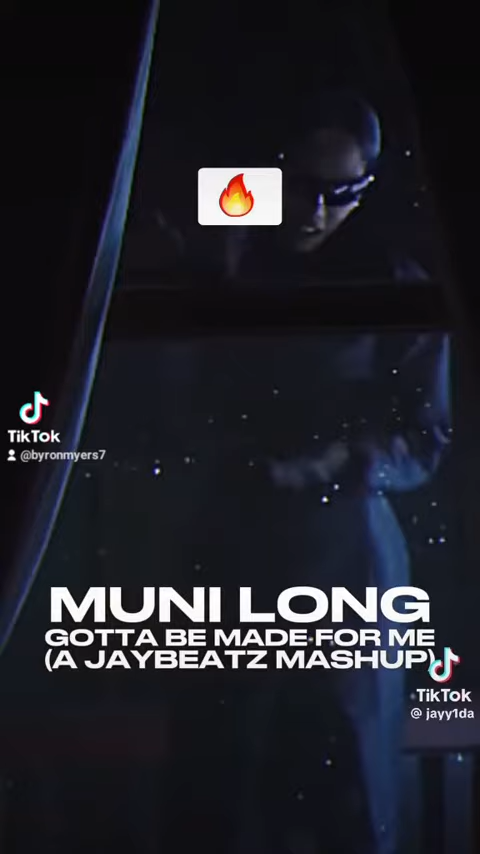 🔥
TikTok
@byronmyers7
MUNI LONG
GOTTA BE MADE FOR ME
(A JAYBEATZ MASHUP)
TikTok
@ jayy1da